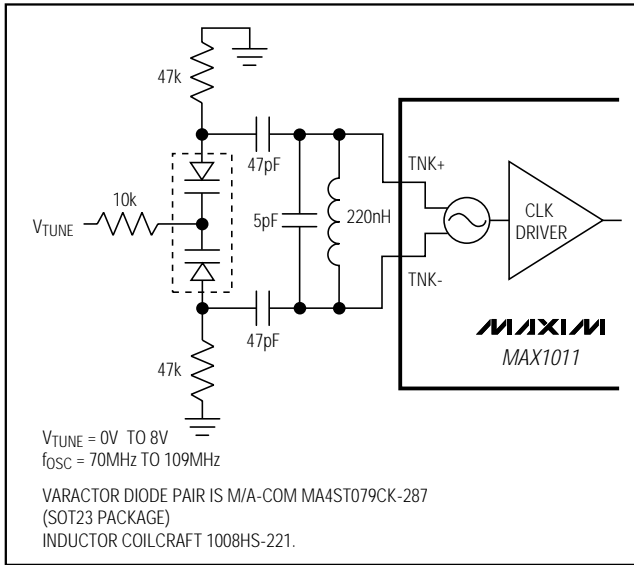 47k
47pF
TNK+
10k
VTUNE
5pF
220nH
CLK
DRIVER
TNK-
47pF
47k
MAXIM
MAX1011
VTUNE = 0V TO 8V
fOSC = 70MHz TO 109MHz
VARACTOR DIODE PAIR IS M/A-COM MA4ST079CK-287
(SOT23 PACKAGE)
INDUCTOR COILCRAFT 1008HS-221.